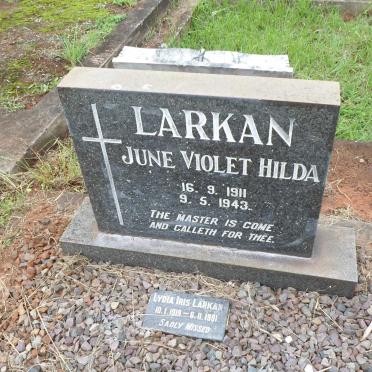 LARKAN
JUNE VIOLET HILDA
16. 9. 1911.
9. 5. 1943.
THE MASTER IS COME
AND CALLETH FOR THEE.
LYDIA IRIS LARKAN
SADLY MISSED